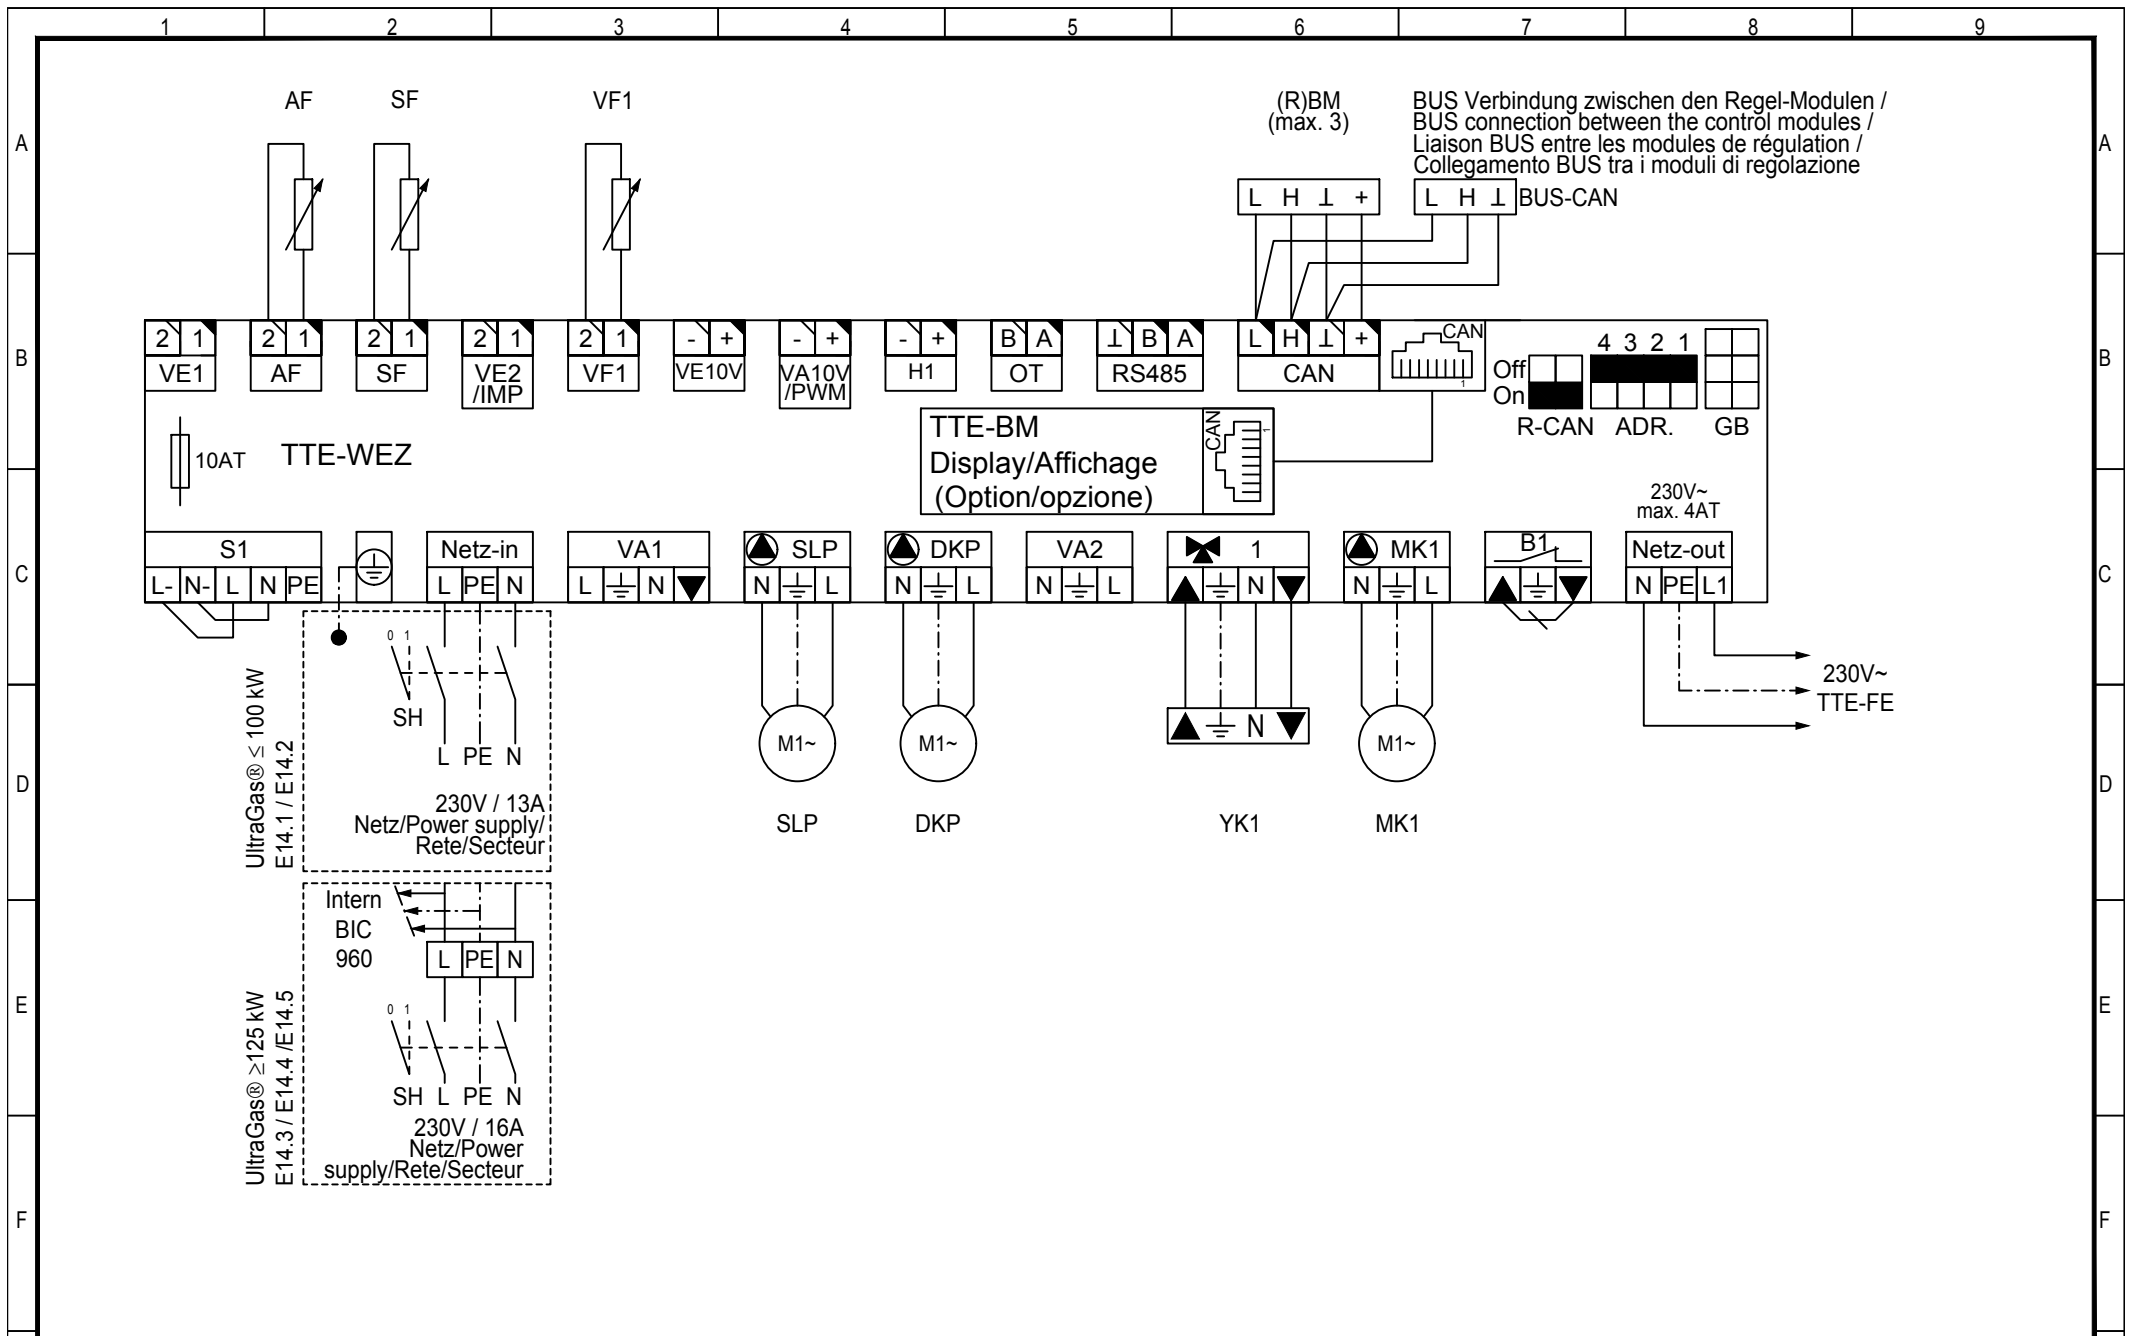 1 2 3 4 5 6 7 8 9
AF SF VF1
(R)BM
(max. 3)
BUS Verbindung zwischen den Regel-Modulen /
BUS connection between the control modules /
Liaison BUS entre les modules de régulation /
Collegamento BUS tra i moduli di regolazione
A A
L H ⊥ + L H ⊥ BUS-CAN
2 1 2 1 2 1 2 1 2 1 - + - + - + B A ⊥ B A L H ⊥ + CAN
1
VE1 AF SF VE2
/IMP
VF1 VE10V VA10V
/PWM
H1 OT RS485 CAN
B B
4 3 2 1
Off
On
R-CAN ADR. GB
10AT TTE-WEZ
TTE-BM
Display/Affichage
(Option/opzione)
CAN
1
230V~
max. 4AT
S1 Netz-in VA1 SLP DKP VA2 1 MK1 B1 Netz-out
C C
L- N- L N PE L PE N L N ▼ N L N L N L ▲ N ▼ N L ▲ ▼ N PE L1
0 1
SH
L PE N
230V / 13A
Netz/Power supply/
Rete/Secteur
UltraGas® ≤ 100 kW
E14.1 / E14.2
M1~ M1~ ▲ N ▼ M1~
SLP DKP YK1 MK1
230V~
TTE-FE
D D
Intern
BIC
960
L PE N
0 1
SH L PE N
230V / 16A
Netz/Power
supply/Rete/Secteur
UltraGas® ≥125 kW
E14.3 / E14.4 /E14.5
E E
F F